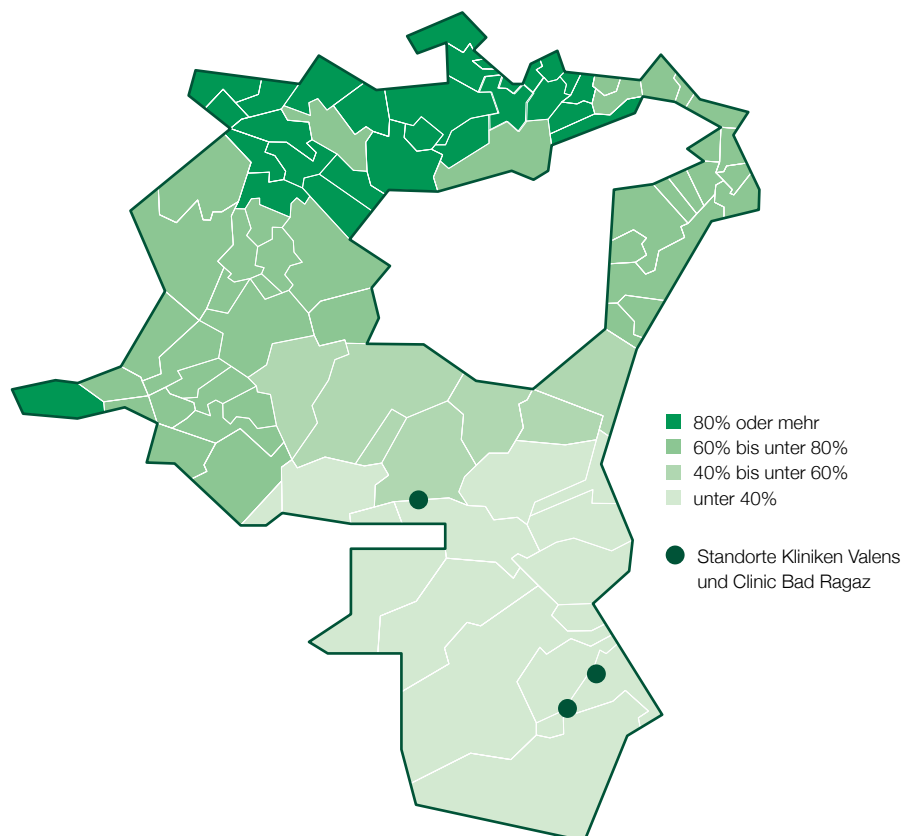 80% oder mehr
60% bis unter 80%
40% bis unter 60%
unter 40%
Standorte Kliniken Valens
und Clinic Bad Ragaz